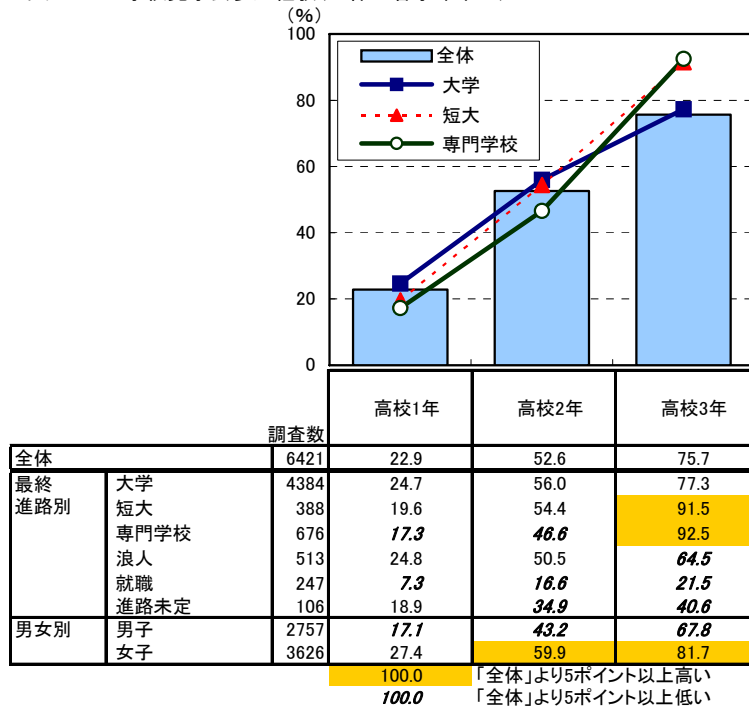 (%)
100
80
60
40
20
0
全体
大学
短大
専門学校
高校1年 高校2年 高校3年
調査数
全体 6421 22.9 52.6 75.7
最終進路別 大学 4384 24.7 56.0 77.3
短大 388 19.6 54.4 91.5
専門学校 676 17.3 46.6 92.5
浪人 513 24.8 50.5 64.5
就職 247 7.3 16.6 21.5
進路未定 106 18.9 34.9 40.6
男女別 男子 2757 17.1 43.2 67.8
女子 3626 27.4 59.9 81.7
100.0 「全体」より5ポイント以上高い
100.0 「全体」より5ポイント以上低い